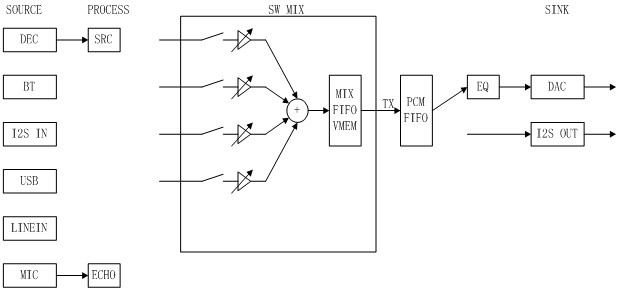 SOURCE PROCESS SW MIX SINK
DEC SRC
BT
MIX FIFO VMEM
TX
PCM FIFO
EQ DAC
I2S IN
I2S OUT
+
USB
LINEIN
MIC ECHO